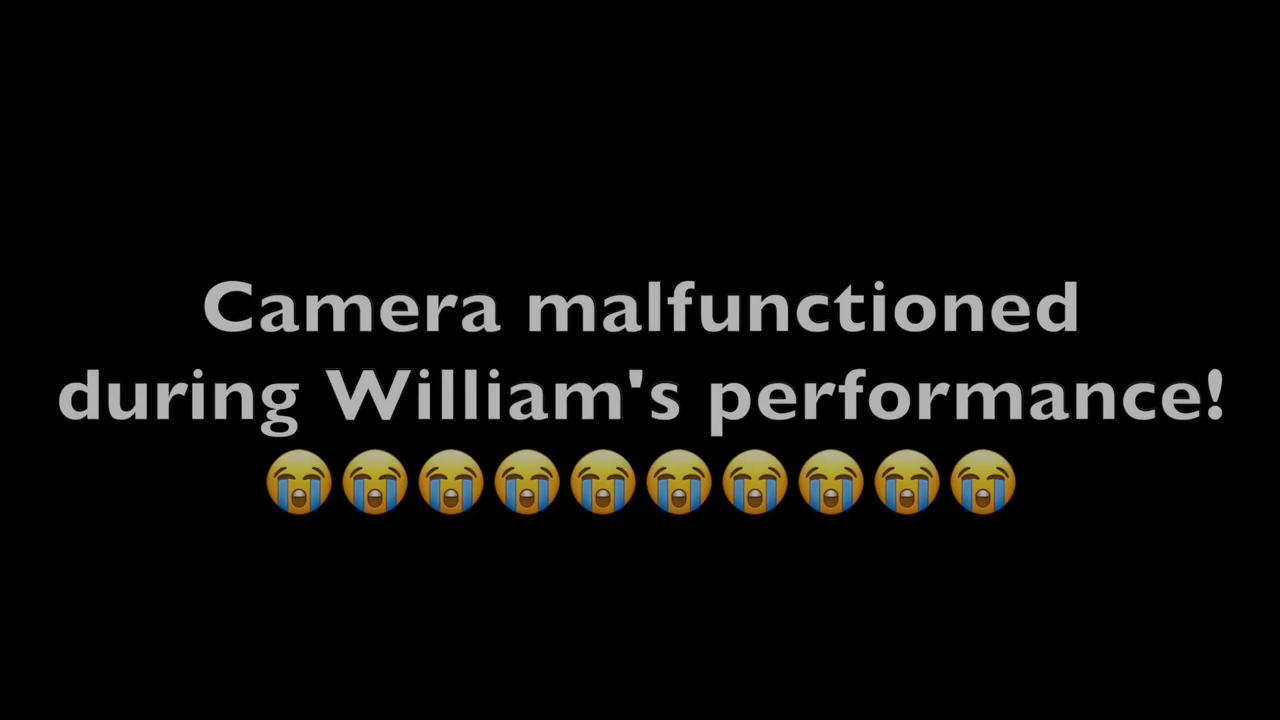 Camera malfunctioned
during William's performance!
😭😭😭😭😭😭😭😭😭😭